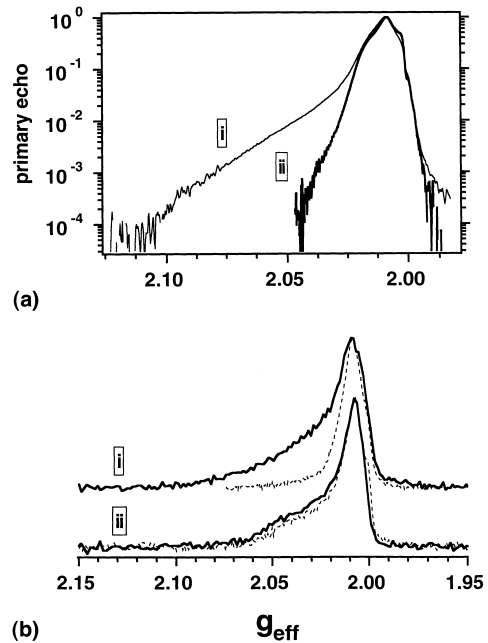 10⁰
10⁻¹
10⁻²
10⁻³
10⁻⁴
primary echo
i
ii
2.10
2.05
2.00
(a)
i
ii
2.15
2.10
2.05
2.00
1.95
(b)
g_eff